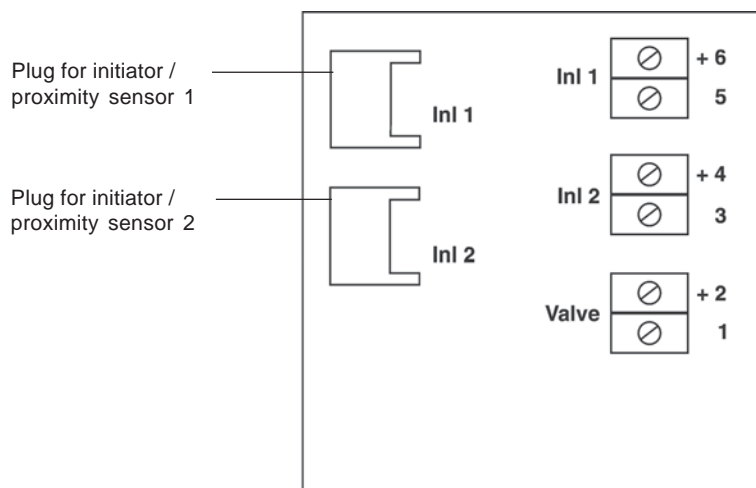 Plug for initiator /
proximity sensor 1
Inl 1
Plug for initiator /
proximity sensor 2
Inl 2
Inl 1
+ 6
5
Inl 2
+ 4
3
Valve
+ 2
1